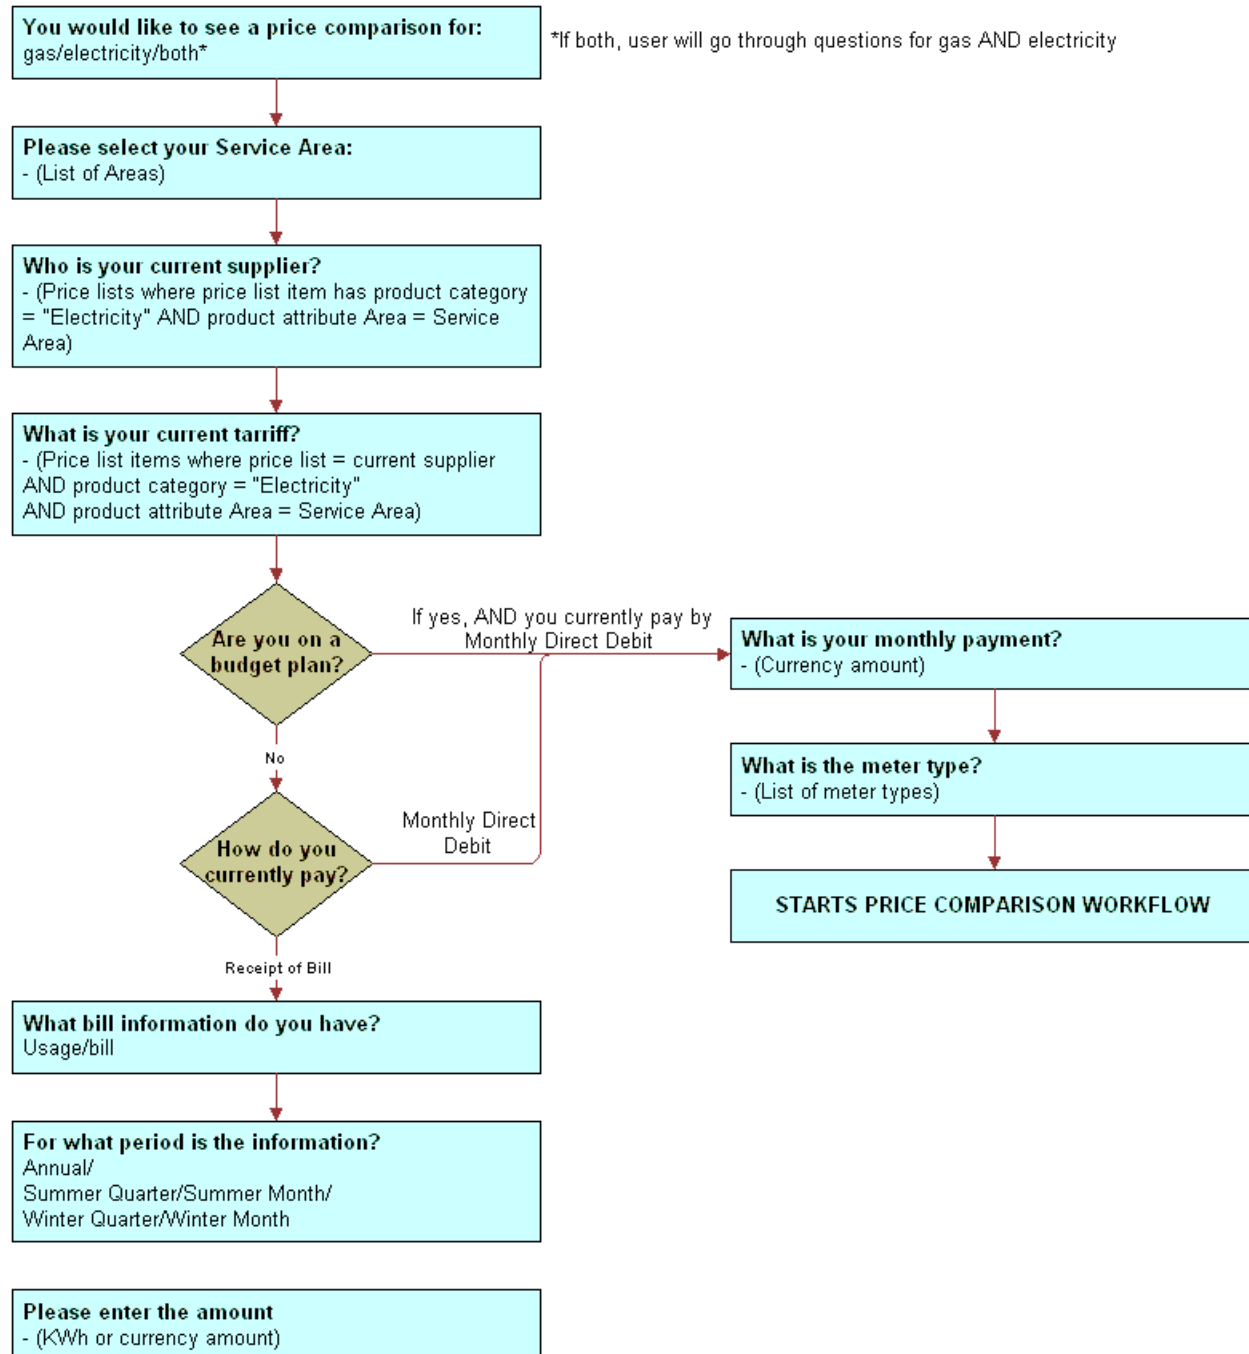 You would like to see a price comparison for:
gas/electricity/both*
*If both, user will go through questions for gas AND electricity
Please select your Service Area:
- (List of Areas)
Who is your current supplier?
- (Price lists where price list item has product category
= "Electricity" AND product attribute Area = Service
Area)
What is your current tarriff?
- (Price list items where price list = current supplier
AND product category = "Electricity"
AND product attribute Area = Service Area)
Are you on a
budget plan?
If yes, AND you currently pay by
Monthly Direct Debit
What is your monthly payment?
- (Currency amount)
No
What is the meter type?
- (List of meter types)
How do you
currently pay?
Monthly Direct
Debit
STARTS PRICE COMPARISON WORKFLOW
Receipt of Bill
What bill information do you have?
Usage/bill
For what period is the information?
Annual/
Summer Quarter/Summer Month/
Winter Quarter/Winter Month
Please enter the amount
- (KWh or currency amount)